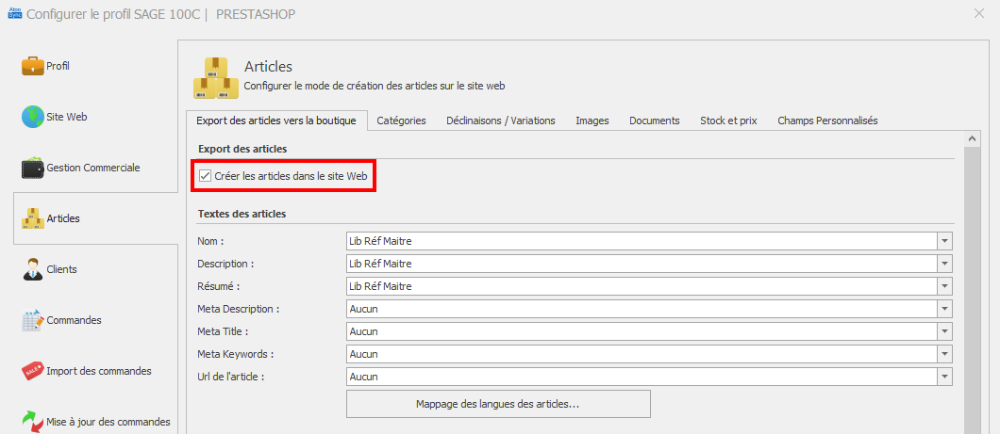 Atoo Sync Configurer le profil SAGE 100C | PRESTASHOP
Profil
Site Web
Gestion Commerciale
Articles
Clients
Commandes
SALE Import des commandes
Mise à jour des commandes
Articles
Configurer le mode de création des articles sur le site web
Export des articles vers la boutique Catégories Déclinaisons / Variations Images Documents Stock et prix Champs Personnalisés
Export des articles
Créer les articles dans le site Web
Textes des articles
Nom : Lib Réf Maitre
Description : Lib Réf Maitre
Résumé : Lib Réf Maitre
Meta Description : Aucun
Meta Title : Aucun
Meta Keywords : Aucun
Url de l'article : Aucun
Mappage des langues des articles...